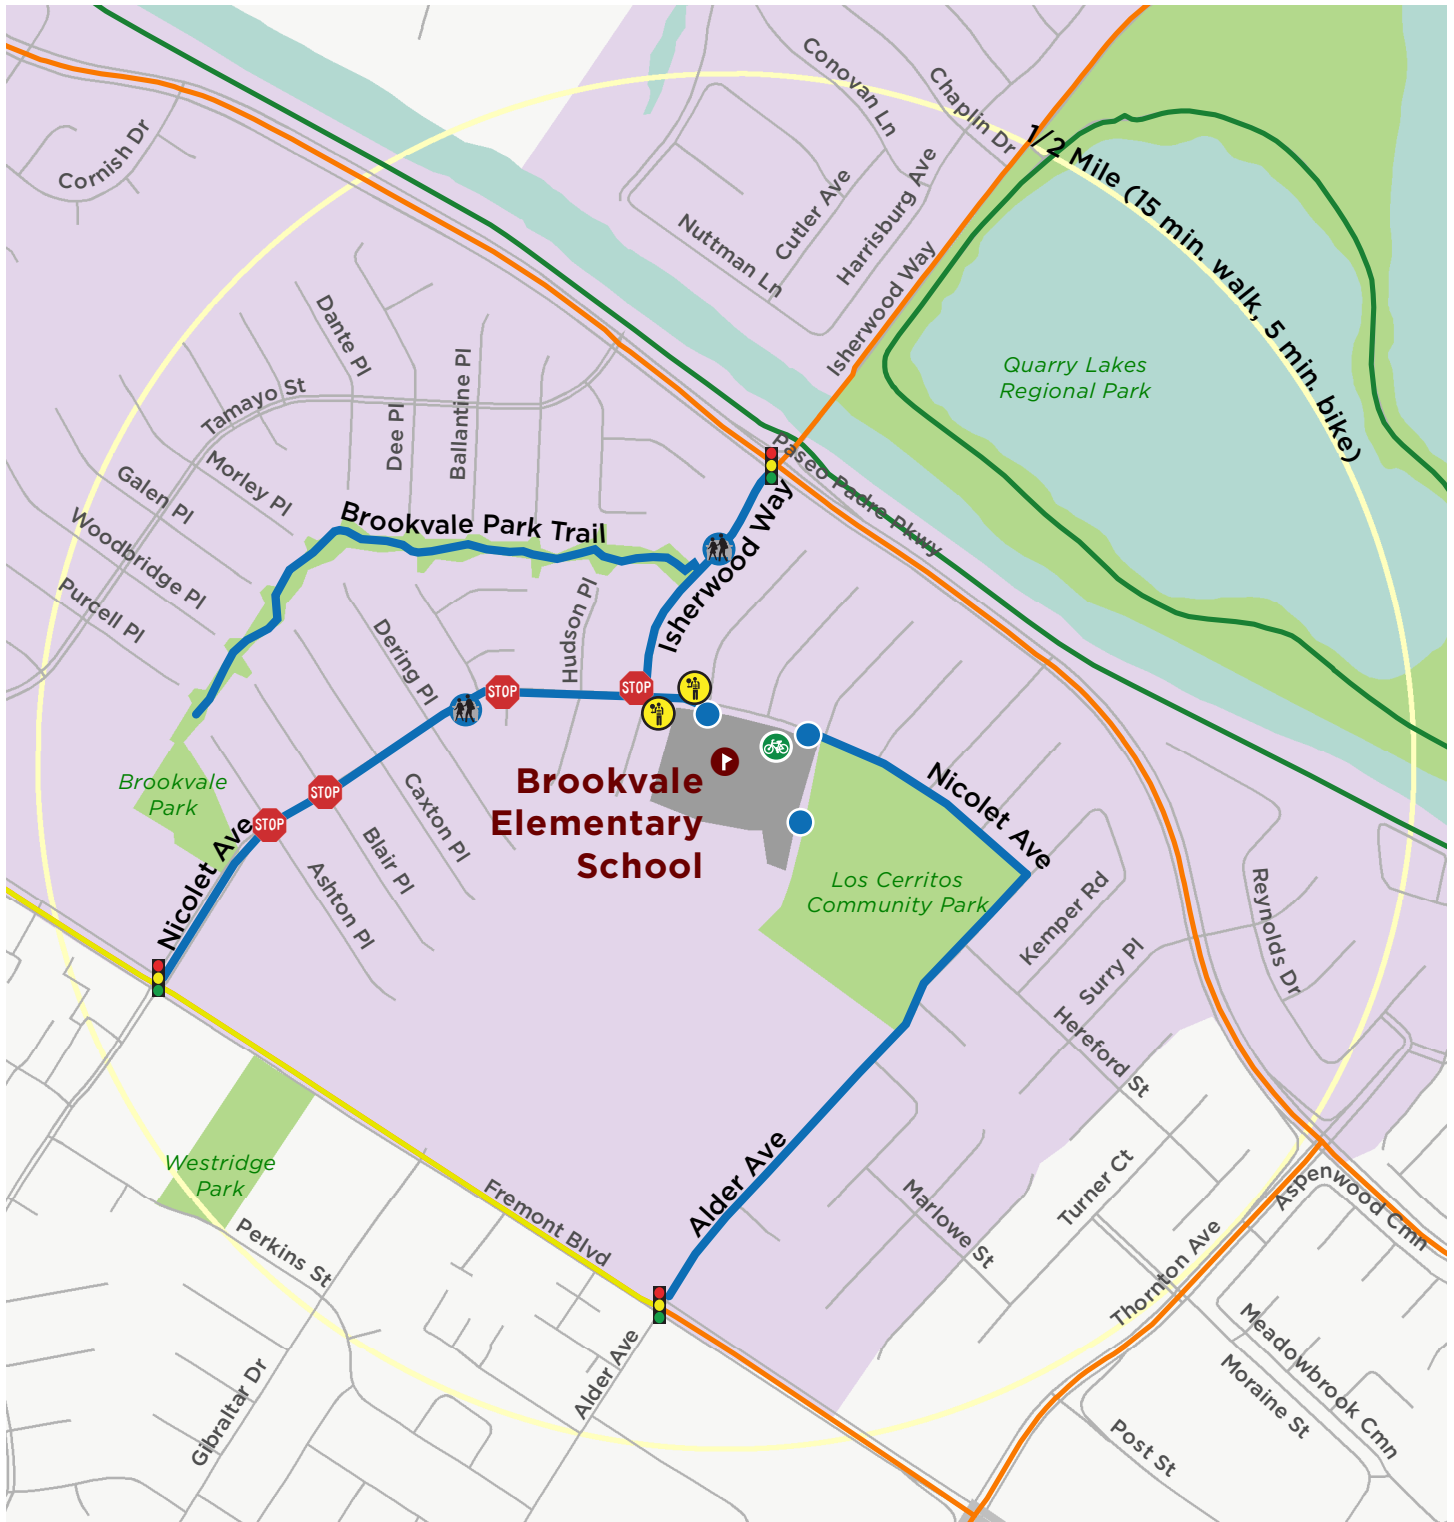 Conovan Ln
Chaplin Dr
1/2 Mile (15 min. walk, 5 min. bike)
Cornish Dr
Cutler Ave
Harrisburg Ave
Nuttman Ln
Isherwood Way
Quarry Lakes
Regional Park
Dante Pl
Tamayo St
Dee Pl
Ballantine Pl
Paseo Padre Pkwy
Morley Pl
Galen Pl
Woodbridge Pl
Purcell Pl
Brookvale Park Trail
Isherwood Way
Hudson Pl
Dering Pl
STOP
STOP
STOP
STOP
Brookvale
Park
Brookvale
Elementary
School
Caxton Pl
Blair Pl
Ashton Pl
Nicolet Ave
Nicolet Ave
Los Cerritos
Community Park
Kemper Rd
Surry Pl
Reynolds Dr
Hereford St
Westridge
Park
Perkins St
Fremont Blvd
Alder Ave
Marlowe St
Turner Ct
Aspenwood Cmn
Thornton Ave
Gibraltar Dr
Alder Ave
Meadowbrook Cmn
Moraine St
Post St